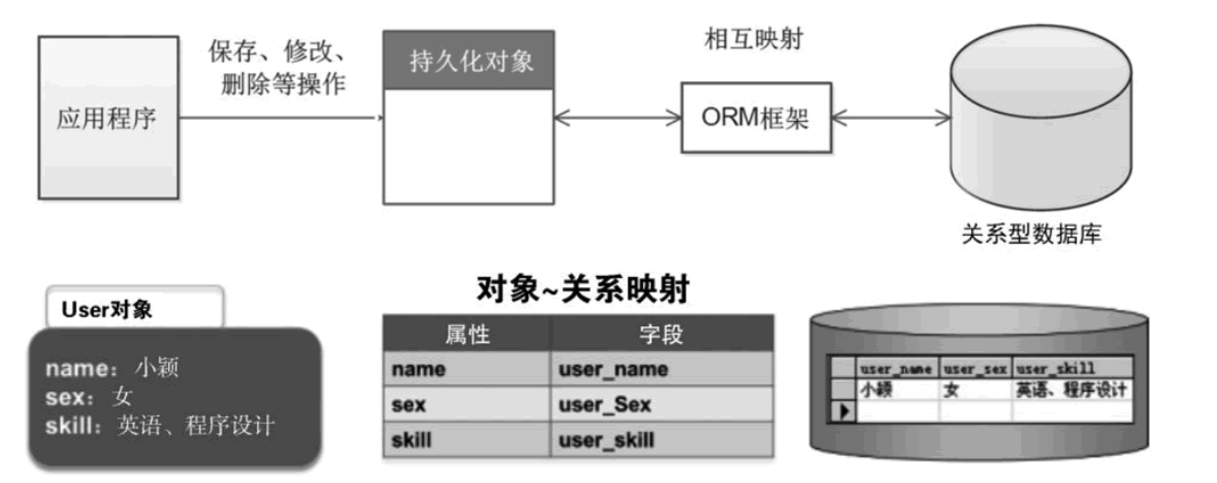 保存、修改、
删除等操作
应用程序
持久化对象
相互映射
ORM框架
关系型数据库
对象~关系映射
User对象
name：小颖
sex：女
skill：英语、程序设计
属性 字段
name user_name
sex user_Sex
skill user_skill
user_name user_sex user_skill
小颖 女 英语、程序设计